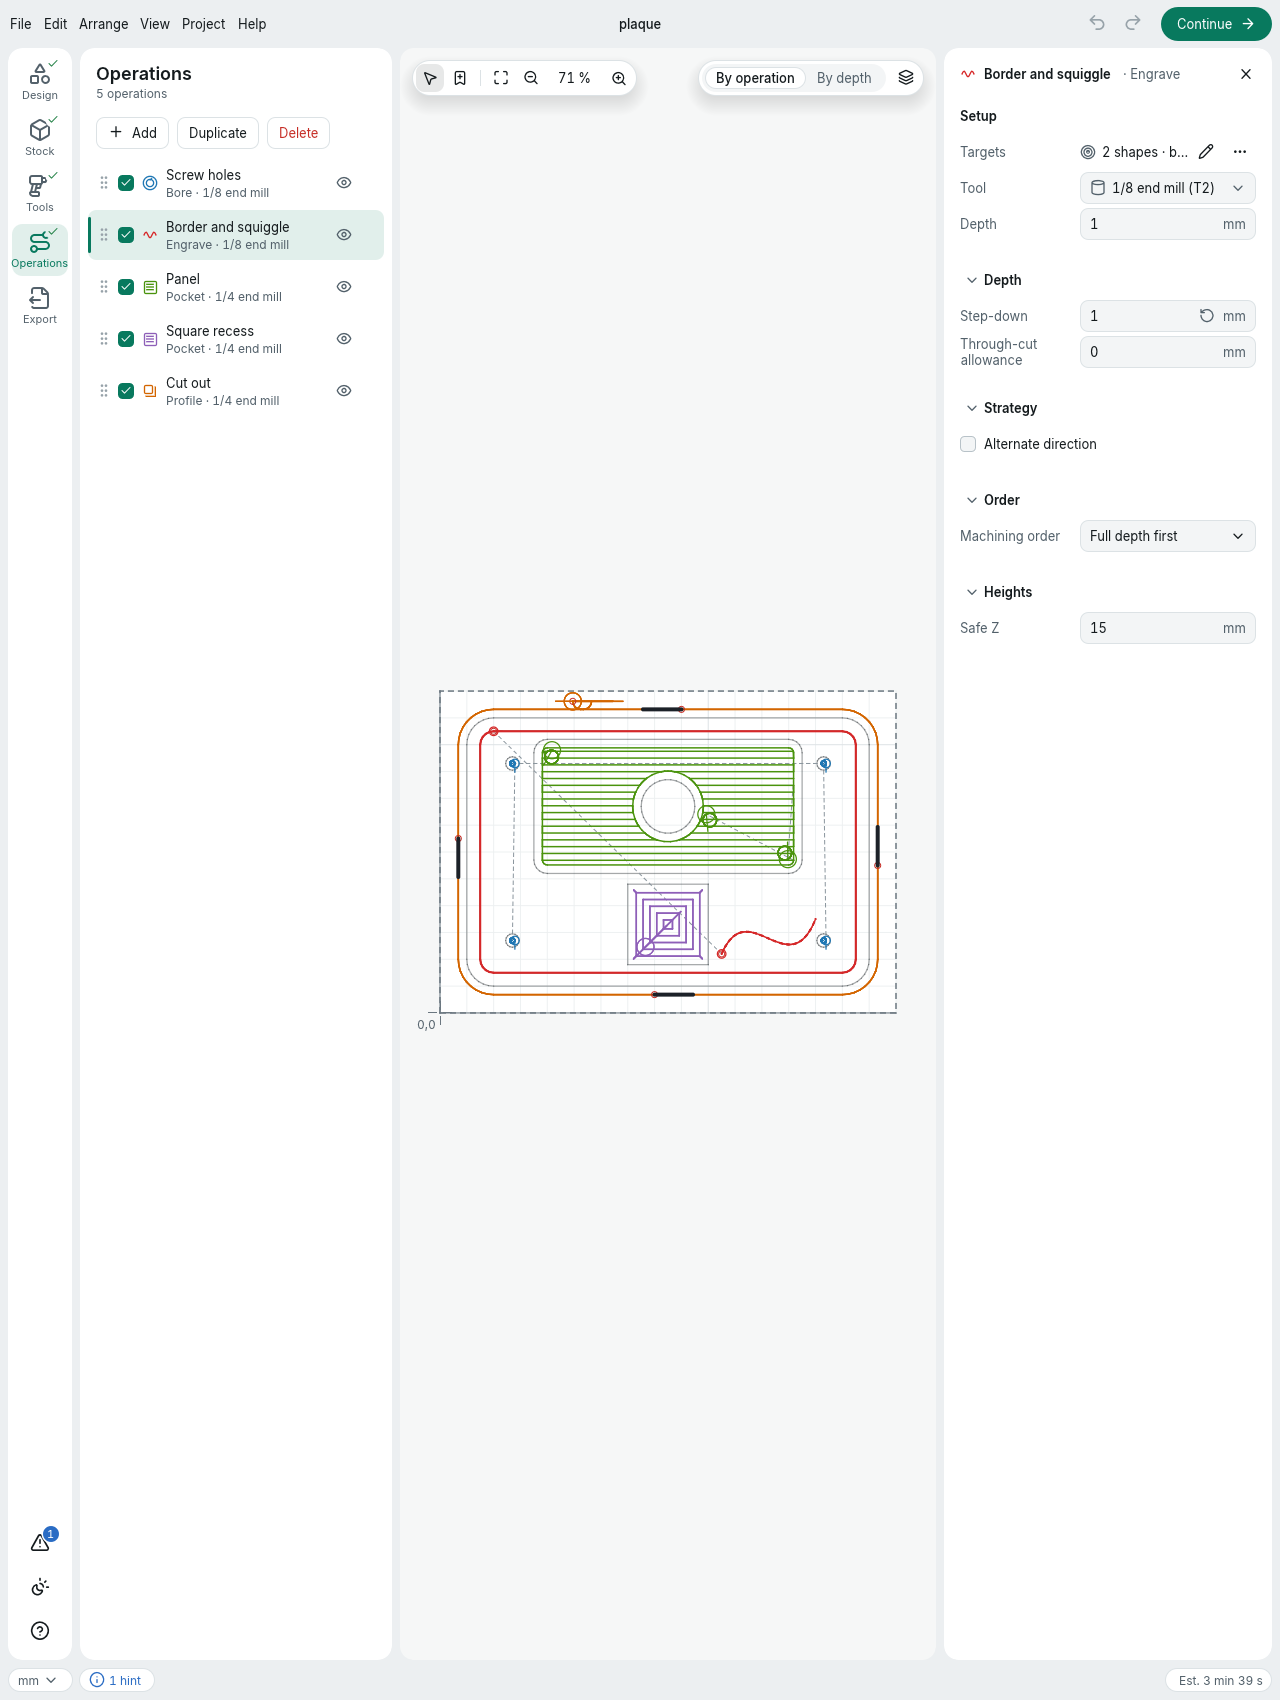 File Edit Arrange View Project Help
plaque
Continue
Design
Stock
Tools
Operations
Export
1
Operations
5 operations
Add
Duplicate
Delete
Screw holes
Bore · 1/8 end mill
Border and squiggle
Engrave · 1/8 end mill
Panel
Pocket · 1/4 end mill
Square recess
Pocket · 1/4 end mill
Cut out
Profile · 1/4 end mill
71 %
By operation
By depth
0,0
Border and squiggle · Engrave
Setup
Targets 2 shapes · b...
Tool 1/8 end mill (T2)
Depth 1 mm
Depth
Step-down 1 mm
Through-cut
allowance 0 mm
Strategy
Alternate direction
Order
Machining order Full depth first
Heights
Safe Z 15 mm
mm
1 hint
Est. 3 min 39 s